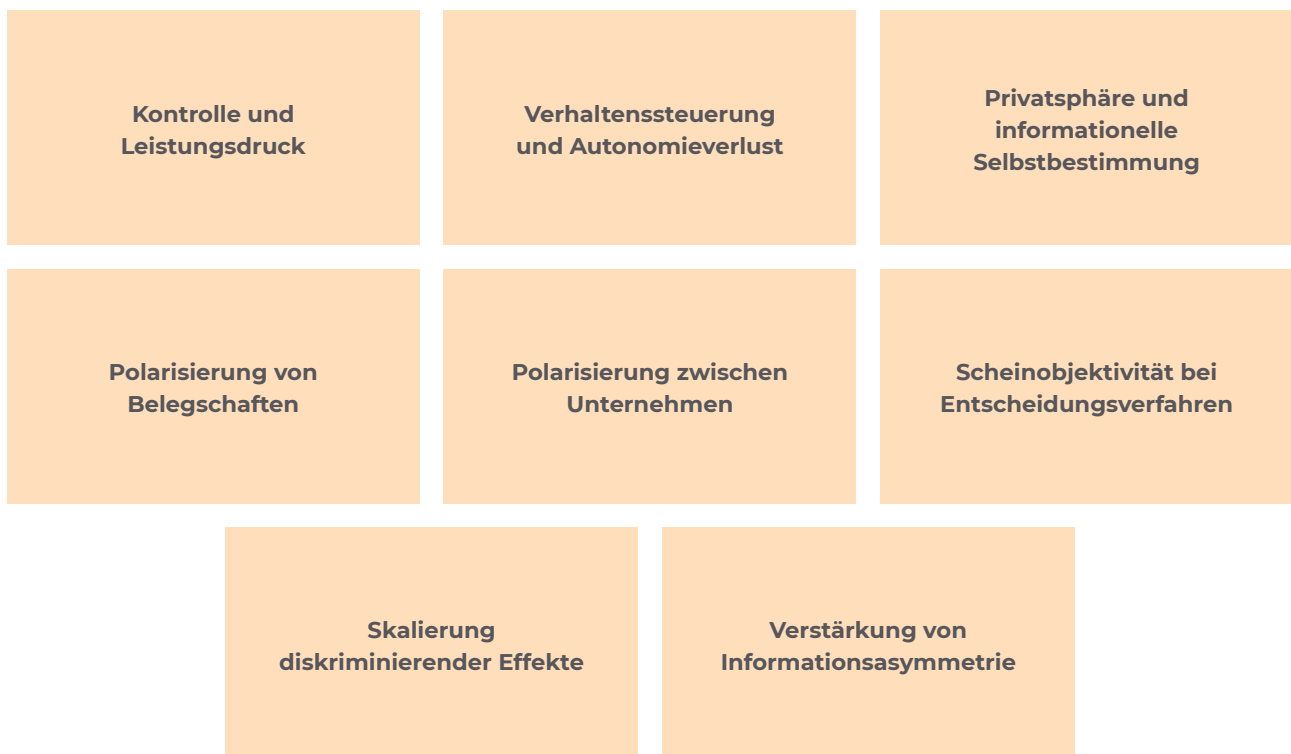 Kontrolle und
Leistungsdruck
Verhaltenssteuerung
und Autonomieverlust
Privatsphäre und
informationelle
Selbstbestimmung
Polarisierung von
Belegschaften
Polarisierung zwischen
Unternehmen
Scheinobjektivität bei
Entscheidungsverfahren
Skalierung
diskriminierender Effekte
Verstärkung von
Informationsasymmetrie